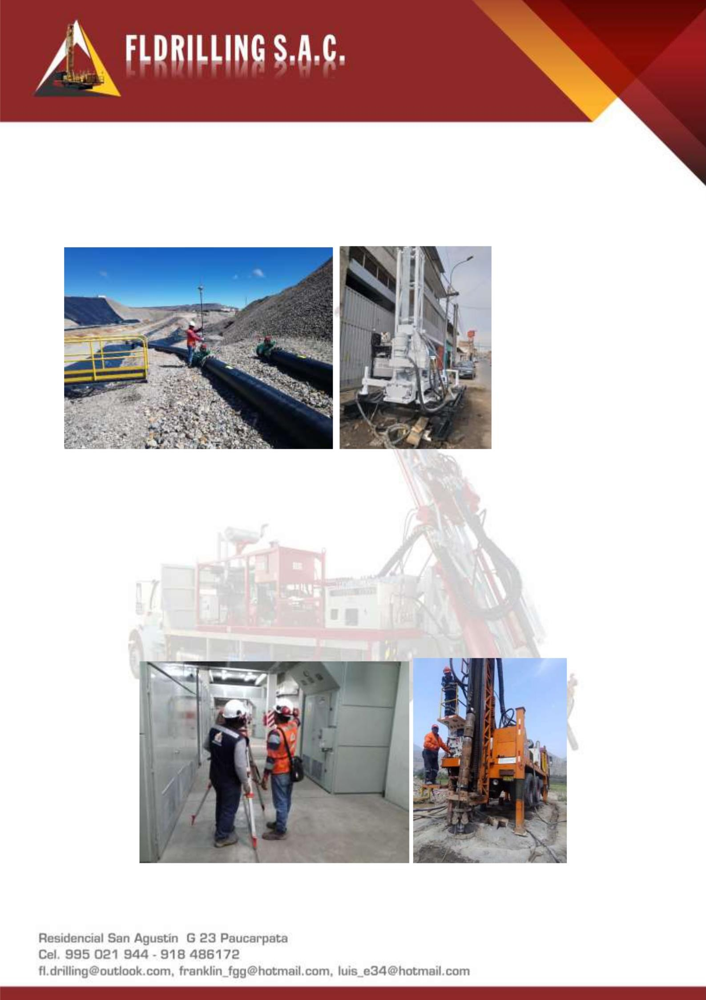 FLDRILLING S.A.C.
Residencial San Agustín G 23 Paucarpata
Cel. 995 021 944 - 918 486172
fl.drilling@outlook.com, franklin_fgg@hotmail.com, luis_e34@hotmail.com